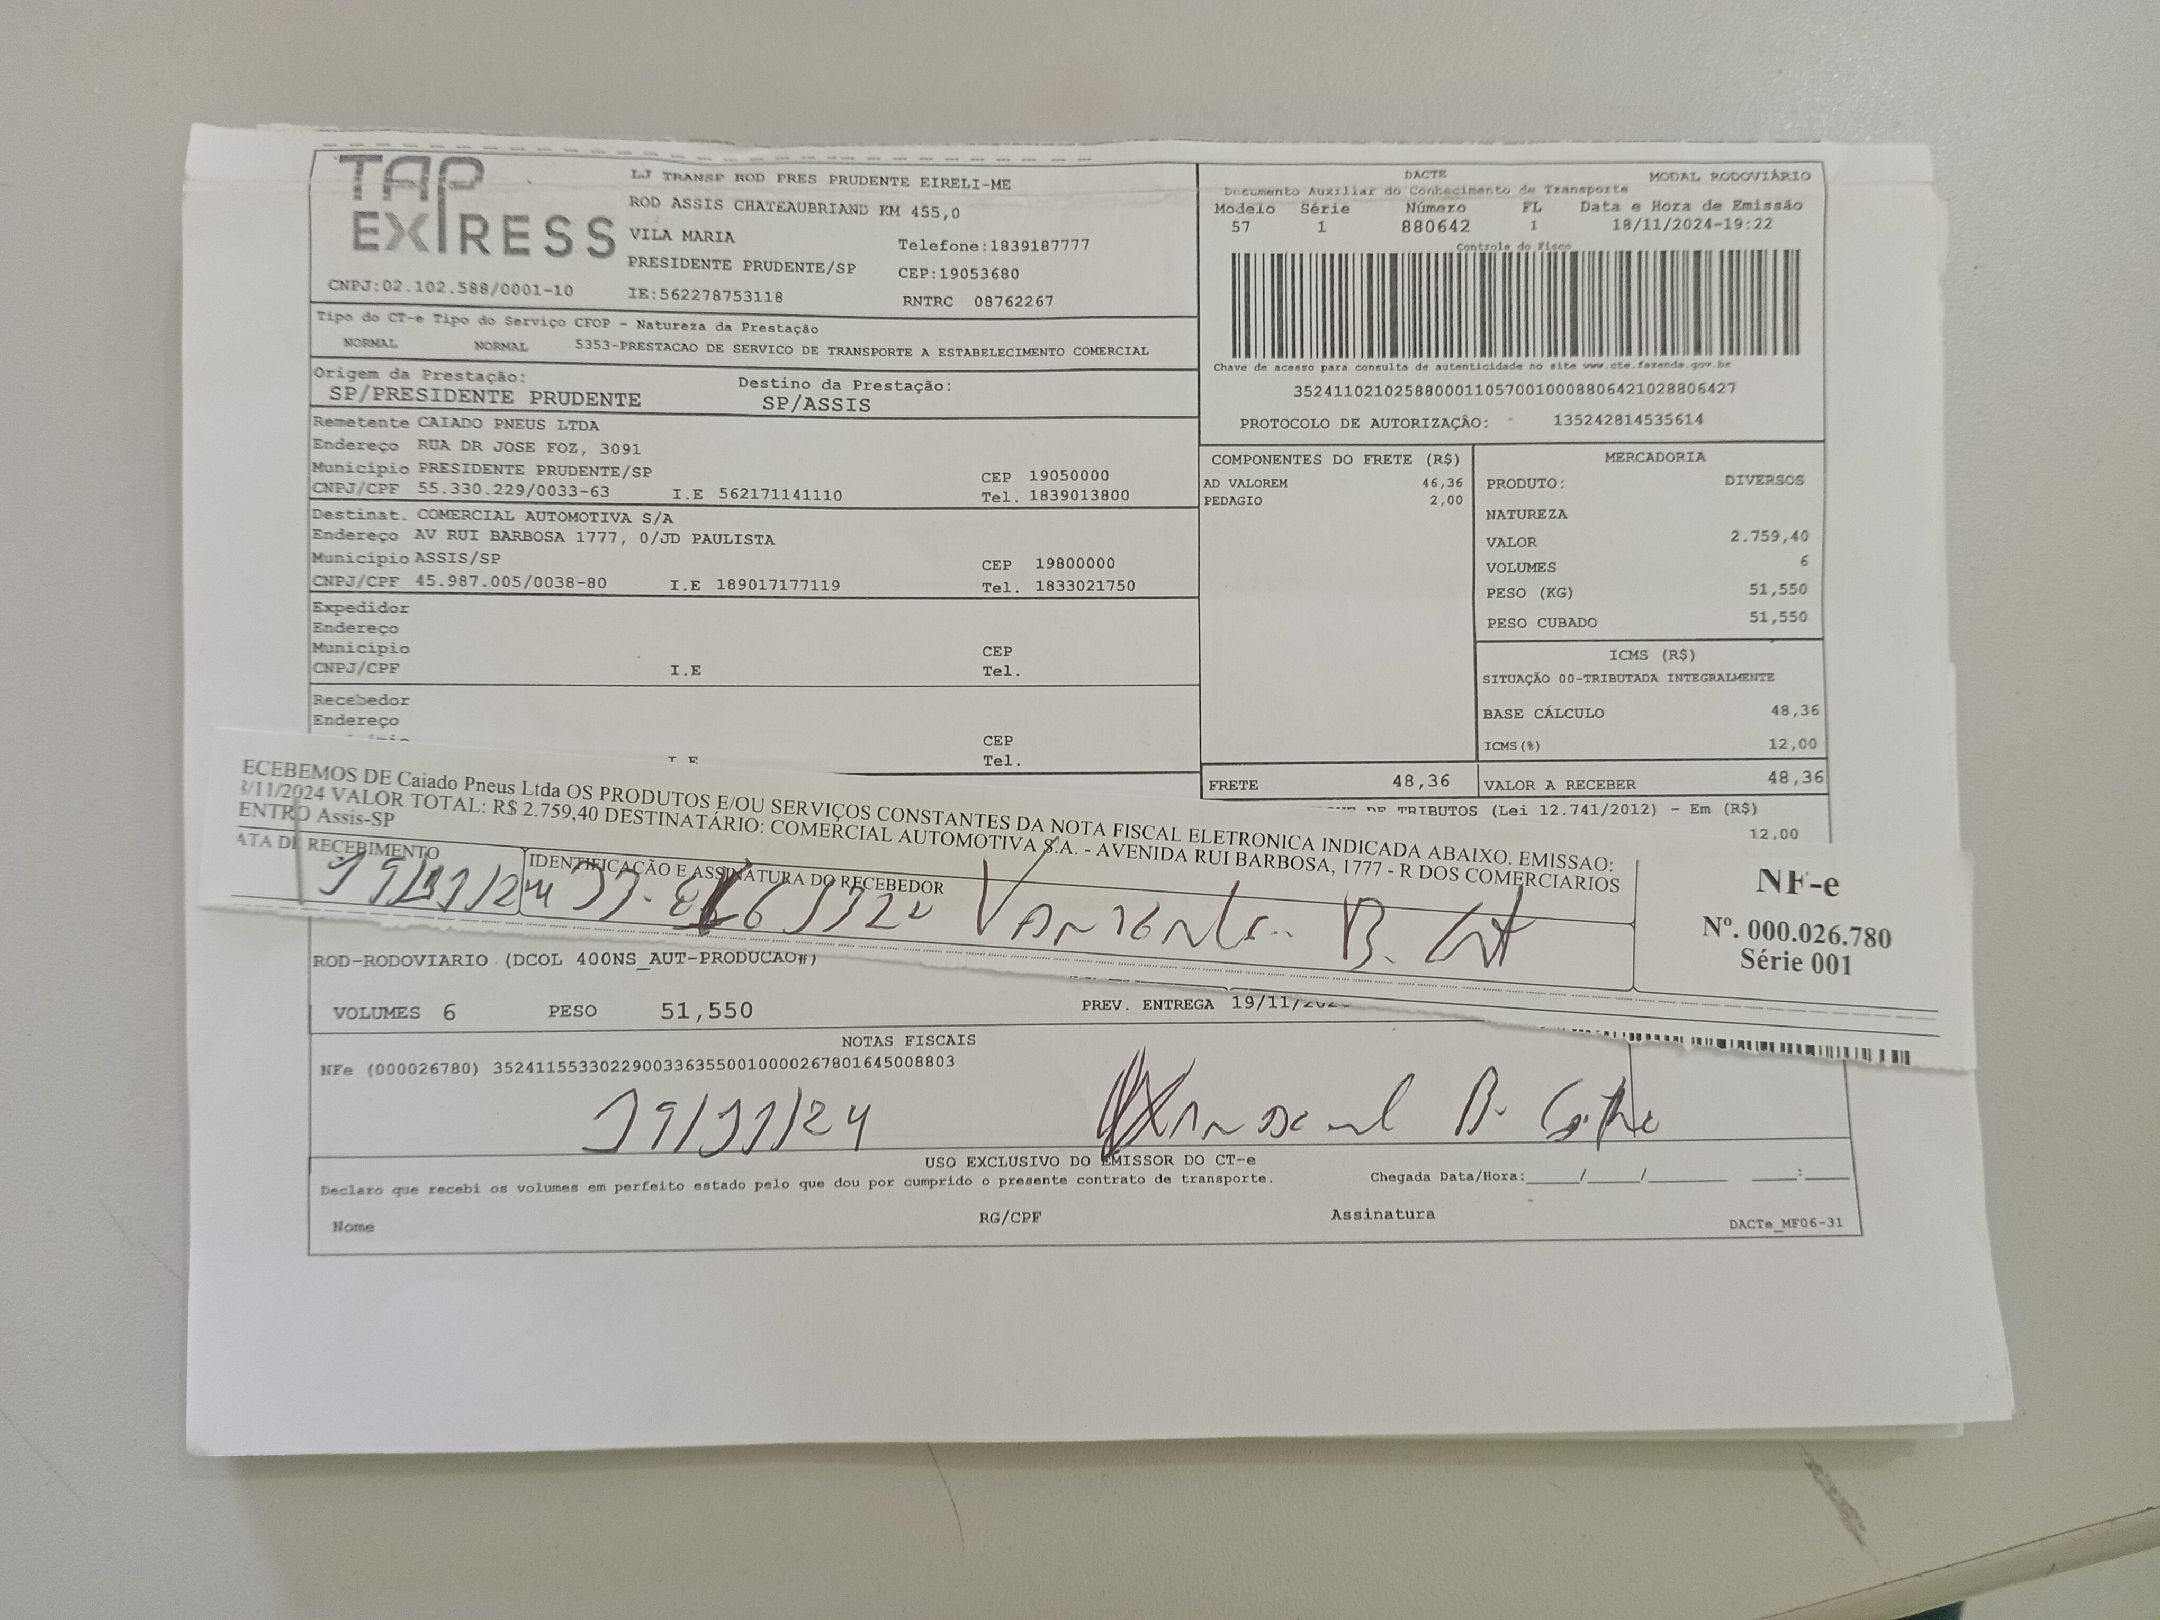 TAP EXPRESS
LJ TRANSP ROD PRES PRUDENTE EIRELI-ME
ROD ASSIS CHATEAUBRIAND KM 455,0
VILA MARIA
Telefone:1839187777
PRESIDENTE PRUDENTE/SP
CEP:19053680
CNPJ:02.102.588/0001-10
IE:562278753118
RNTRC 08762267
DACTE
MODAL RODOVIÁRIO
Documento Auxiliar do Conhecimento de Transporte
Modelo Série Número FL Data e Hora de Emissão
57 1 880642 1 18/11/2024-19:22
Controle do Fisco
Chave de acesso para consulta de autenticidade no site www.cte.fazenda.gov.br
35241102102588000110570010008806421028806427
PROTOCOLO DE AUTORIZAÇÃO: - 135242814535614
Tipo do CT-e Tipo do Serviço CFOP - Natureza da Prestação
NORMAL NORMAL 5353-PRESTACAO DE SERVICO DE TRANSPORTE A ESTABELECIMENTO COMERCIAL
Origem da Prestação: Destino da Prestação:
SP/PRESIDENTE PRUDENTE SP/ASSIS
Remetente CAIADO PNEUS LTDA
Endereço RUA DR JOSE FOZ, 3091
Município PRESIDENTE PRUDENTE/SP CEP 19050000
CNPJ/CPF 55.330.229/0033-63 I.E 562171141110 Tel. 1839013800
Destinat. COMERCIAL AUTOMOTIVA S/A
Endereço AV RUI BARBOSA 1777, 0/JD PAULISTA
Município ASSIS/SP CEP 19800000
CNPJ/CPF 45.987.005/0038-80 I.E 189017177119 Tel. 1833021750
Expedidor
Endereço
Município CEP
CNPJ/CPF I.E Tel.
Recebedor
Endereço
CEP
Tel.
COMPONENTES DO FRETE (R$)
AD VALOREM 46,36
PEDAGIO 2,00
MERCADORIA
PRODUTO: DIVERSOS
NATUREZA
VALOR 2.759,40
VOLUMES 6
PESO (KG) 51,550
PESO CUBADO 51,550
ICMS (R$)
SITUAÇÃO 00-TRIBUTADA INTEGRALMENTE
BASE CÁLCULO 48,36
ICMS(%) 12,00
FRETE 48,36 VALOR A RECEBER 48,36
DE TRIBUTOS (Lei 12.741/2012) - Em (R$)
12,00
ECEBEMOS DE Caiado Pneus Ltda OS PRODUTOS E/OU SERVIÇOS CONSTANTES DA NOTA FISCAL ELETRONICA INDICADA ABAIXO. EMISSAO:
/11/2024 VALOR TOTAL: R$ 2.759,40 DESTINATÁRIO: COMERCIAL AUTOMOTIVA S.A. - AVENIDA RUI BARBOSA, 1777 - R DOS COMERCIARIOS
ENTRO Assis-SP
ATA DE RECEBIMENTO IDENTIFICAÇÃO E ASSINATURA DO RECEBEDOR
19/11/24
NF-e
Nº. 000.026.780
Série 001
ROD-RODOVIARIO (DCOL 400NS_AUT-PRODUCAO#)
VOLUMES 6 PESO 51,550 PREV. ENTREGA 19/11/
NOTAS FISCAIS
NFe (000026780) 35241155330229003363550010000267801645008803
19/11/24
USO EXCLUSIVO DO EMISSOR DO CT-e
Declaro que recebi os volumes em perfeito estado pelo que dou por cumprido o presente contrato de transporte. Chegada Data/Hora:____/____/_______ ____:____
Nome RG/CPF Assinatura DACTe_MF06-31